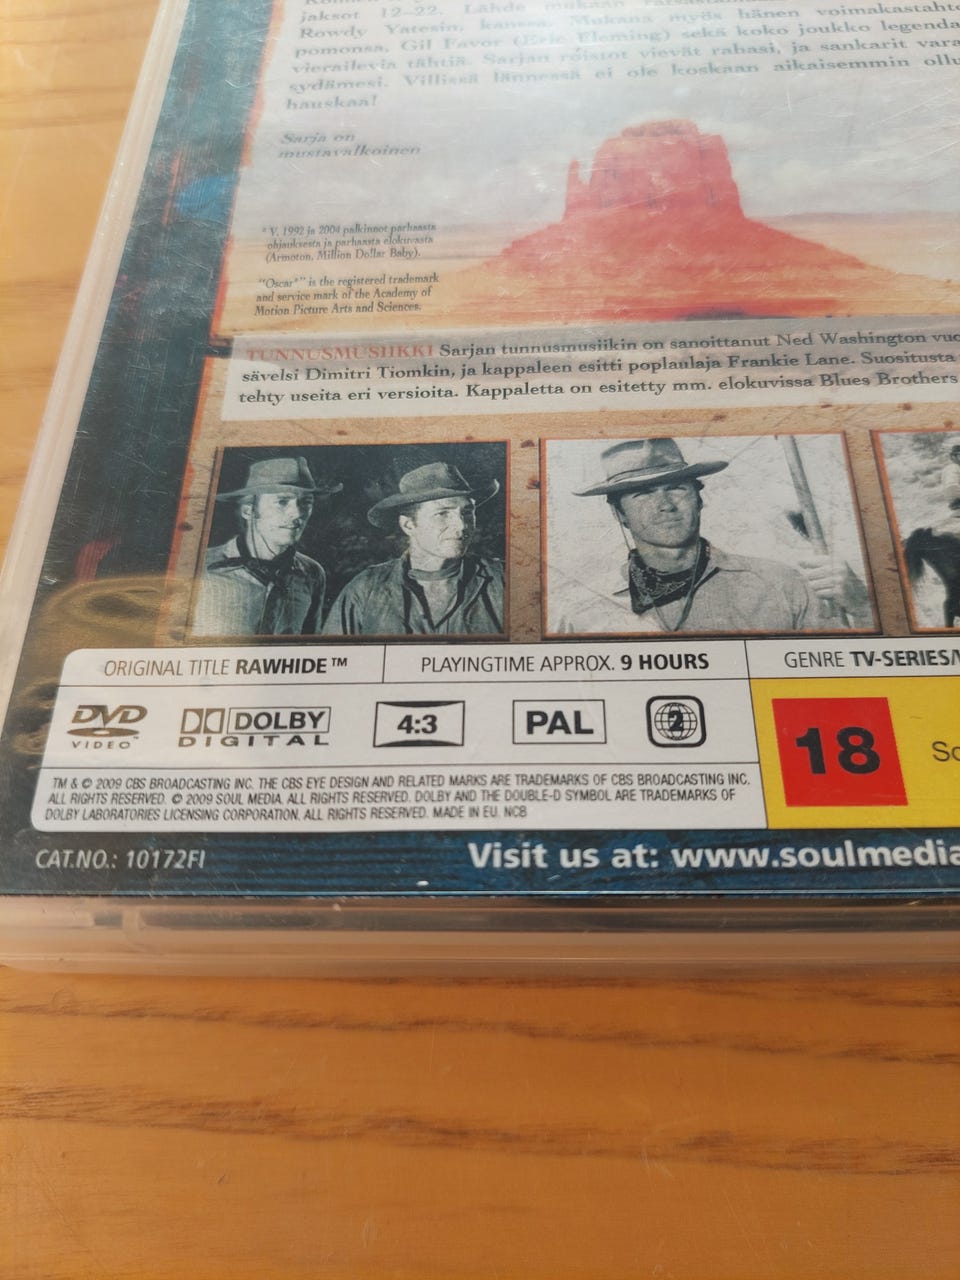 jaksot 12–22. Lähde mukaan
Rowdy Yatesin, kanssa. Mukana myös hänen voimakastahto
pomonsa, Gil Favor (Eric Fleming) sekä koko joukko legenda
vierailevia tähtiä. Sarjan roistot vievät rahasi, ja sankarit vara
sydämesi. Villissä lännessä ei ole koskaan aikaisemmin ollu
hauskaa!
Sarja on
mustavalkoinen
* V. 1992 ja 2004 palkinnot parhaasta
ohjauksesta ja parhaasta elokuvasta
(Armoton, Million Dollar Baby).
"Oscar®" is the registered trademark
and service mark of the Academy of
Motion Picture Arts and Sciences.
TUNNUSMUSIIKKI Sarjan tunnusmusiikin on sanoittanut Ned Washington vuo
sävelsi Dimitri Tiomkin, ja kappaleen esitti poplaulaja Frankie Lane. Suositusta
tehty useita eri versioita. Kappaletta on esitetty mm. elokuvissa Blues Brothers
ORIGINAL TITLE RAWHIDE™ PLAYINGTIME APPROX. 9 HOURS GENRE TV-SERIES/
DVD VIDEO™ DOLBY DIGITAL 4:3 PAL 2 18 So
TM & © 2009 CBS BROADCASTING INC. THE CBS EYE DESIGN AND RELATED MARKS ARE TRADEMARKS OF CBS BROADCASTING INC.
ALL RIGHTS RESERVED. © 2009 SOUL MEDIA. ALL RIGHTS RESERVED. DOLBY AND THE DOUBLE-D SYMBOL ARE TRADEMARKS OF
DOLBY LABORATORIES LICENSING CORPORATION. ALL RIGHTS RESERVED. MADE IN EU. NCB
CAT.NO.: 10172FI Visit us at: www.soulmedia